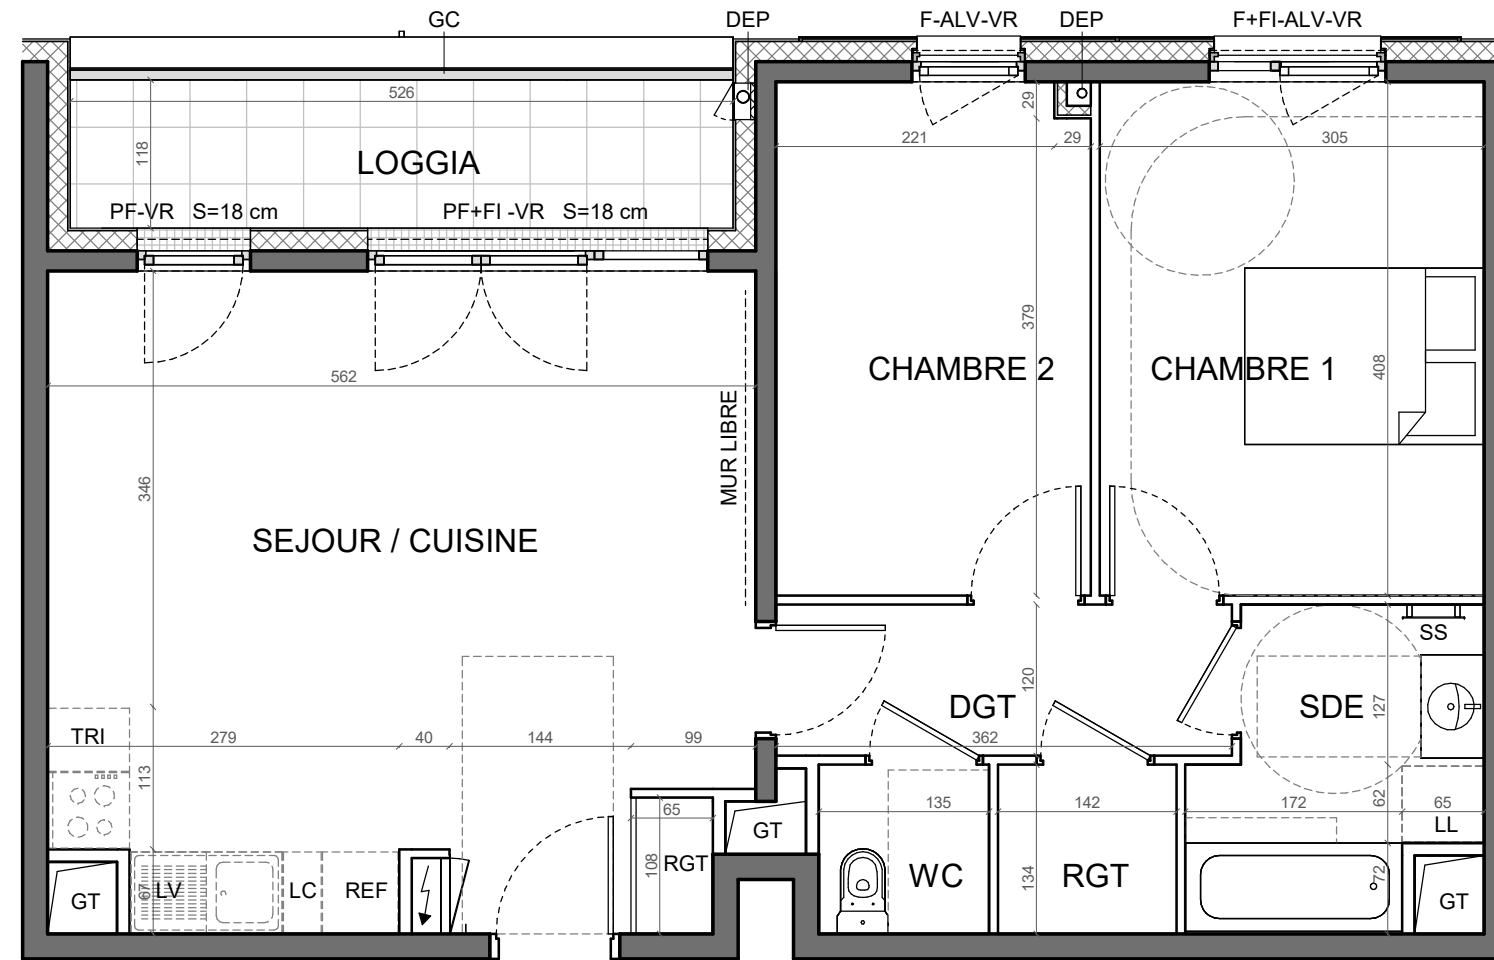 GC
DEP
F-ALV-VR
DEP
F+FI-ALV-VR
526
118
LOGGIA
PF-VR S=18 cm
PF+FI -VR S=18 cm
29
221
29
305
379
408
CHAMBRE 2
CHAMBRE 1
562
MUR LIBRE
346
SEJOUR / CUISINE
SS
120
DGT
SDE
127
TRI
279
40
144
99
362
113
65
135
142
172
62
65
GT
LL
108
RGT
134
WC
RGT
72
67
LV
LC
REF
GT
GT